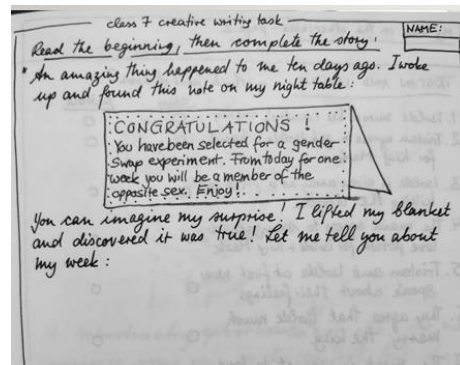 class 7 creative writing task
NAME:
Read the beginning, then complete the story!
"An amazing thing happened to me ten days ago. I woke
up and found this note on my night table:
CONGRATULATIONS !
You have been selected for a gender
swap experiment. From today for one
week you will be a member of the
opposite sex. Enjoy!
You can imagine my surprise! I lifted my blanket
and discovered it was true! Let me tell you about
my week: